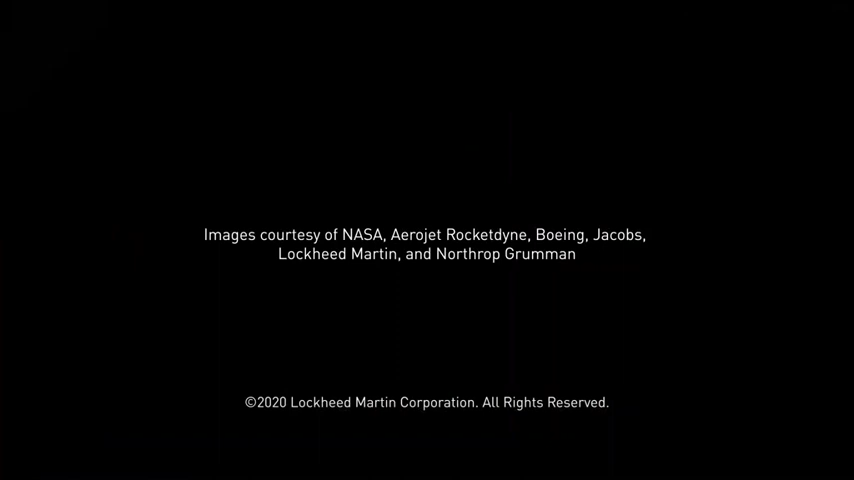 Images courtesy of NASA, Aerojet Rocketdyne, Boeing, Jacobs,
Lockheed Martin, and Northrop Grumman
©2020 Lockheed Martin Corporation. All Rights Reserved.